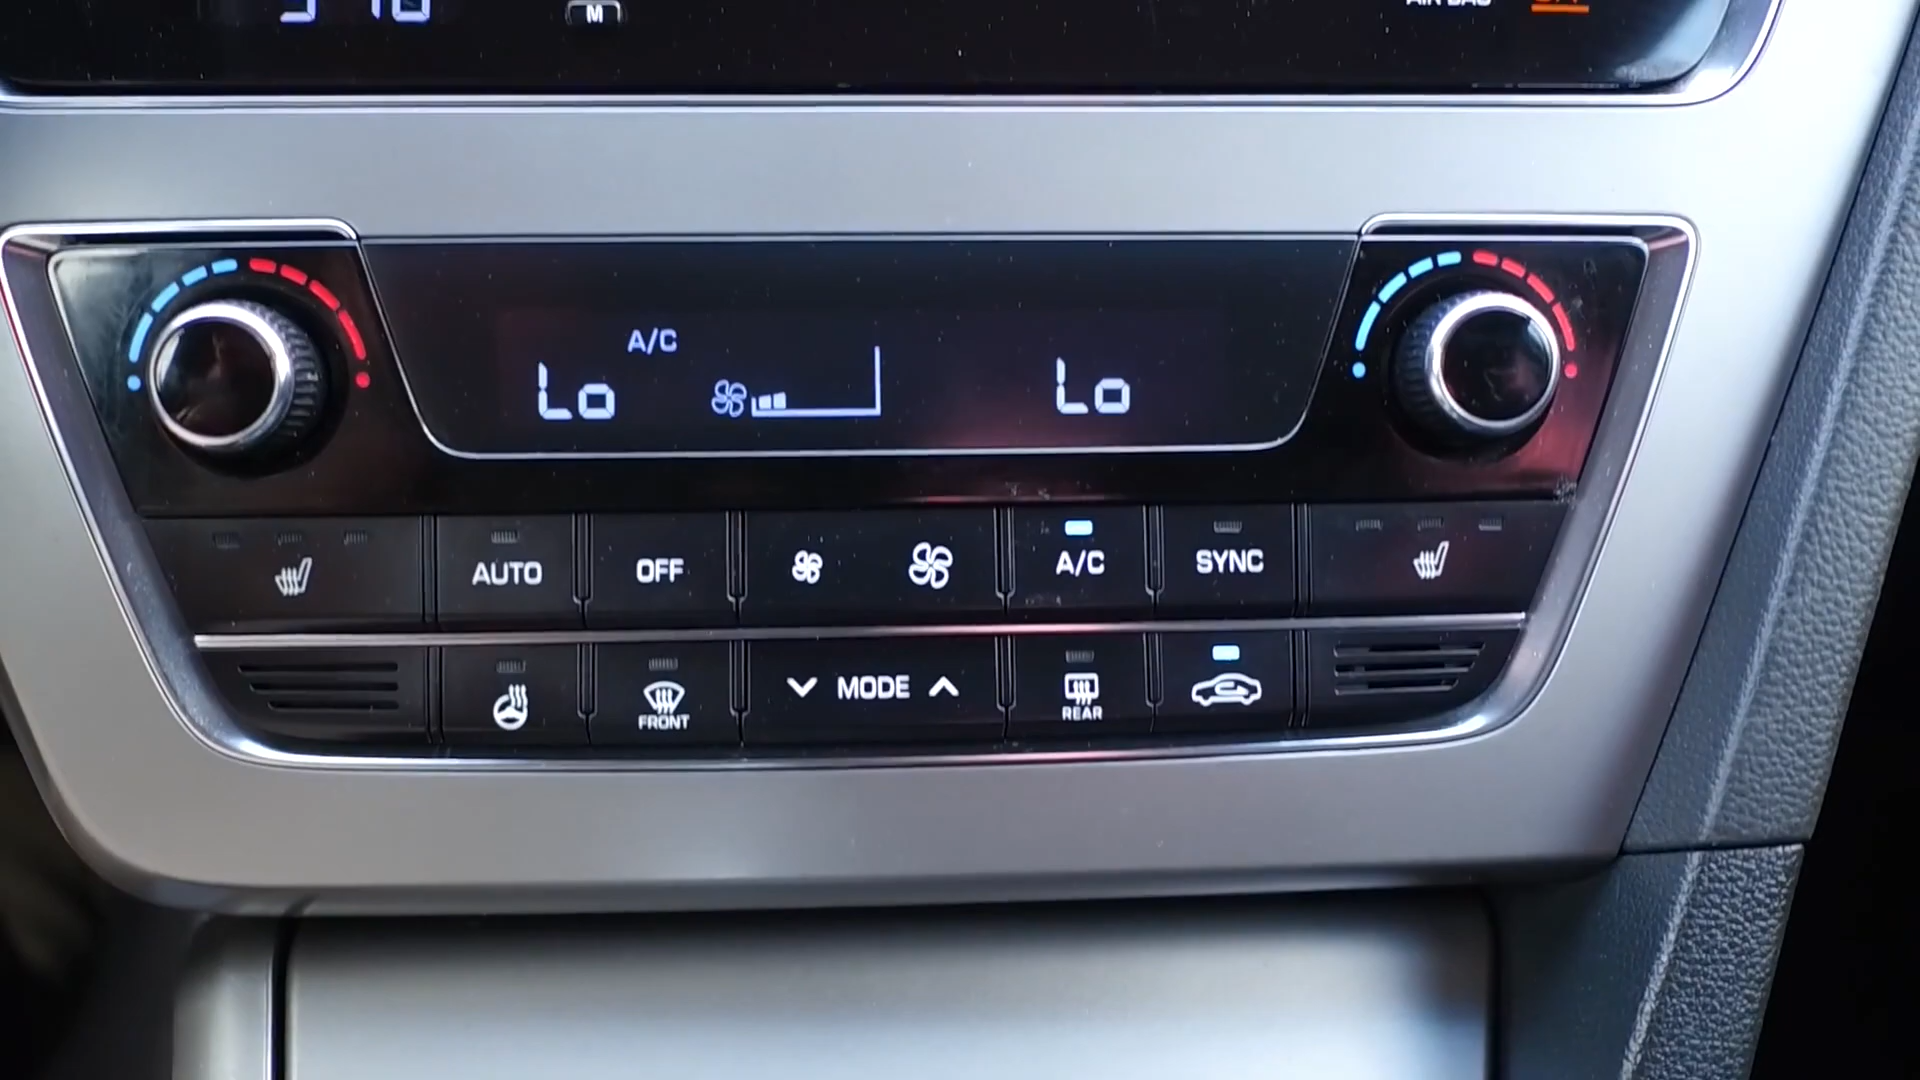 M
A/C
Lo Lo
AUTO OFF A/C SYNC
FRONT MODE REAR